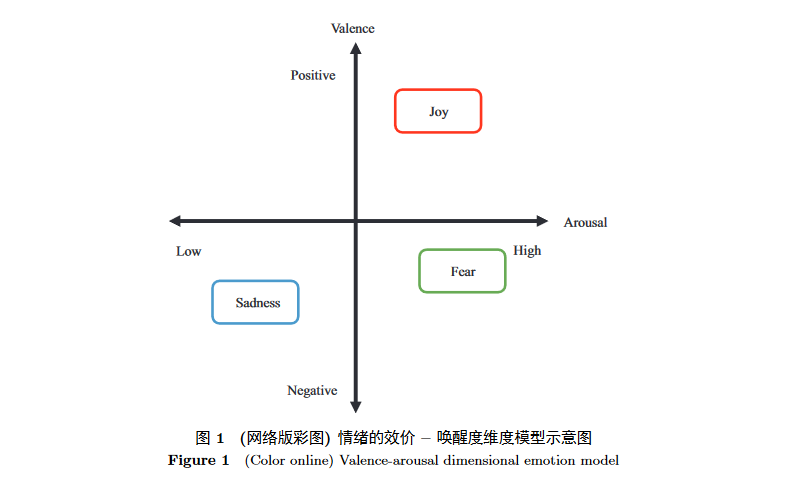 Valence
Positive
Joy
Arousal
Low
High
Fear
Sadness
Negative
图 1 (网络版彩图) 情绪的效价 – 唤醒度维度模型示意图
Figure 1 (Color online) Valence-arousal dimensional emotion model